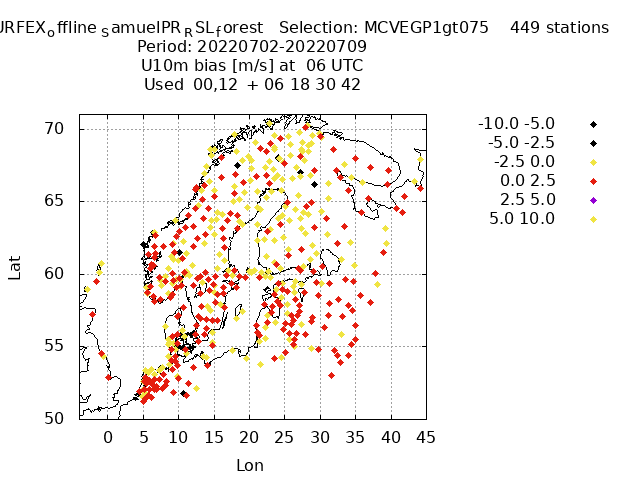 URFEXoffline SamuelPRRSLforest Selection: MCVEGP1gt075 449 stations
Period: 20220702-20220709
U10m bias [m/s] at 06 UTC
Used 00,12 + 06 18 30 42
-10.0 -5.0
-5.0 -2.5
-2.5 0.0
0.0 2.5
2.5 5.0
5.0 10.0
70
65
60
55
50
Lat
0 5 10 15 20 25 30 35 40 45
Lon